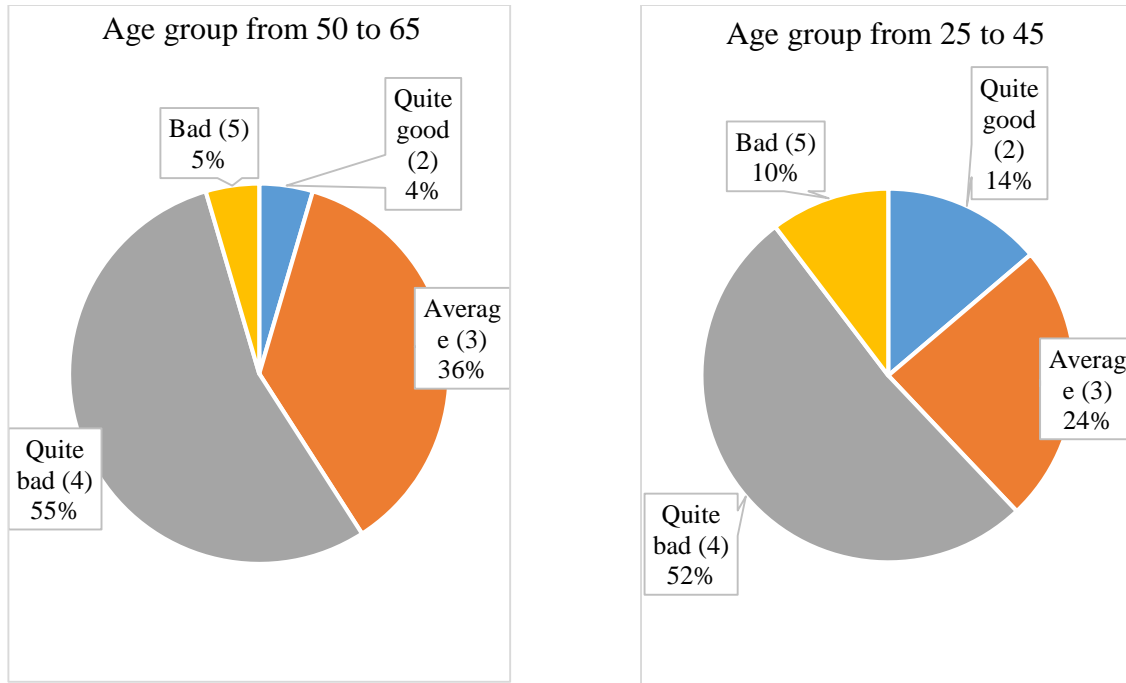 Age group from 50 to 65
Bad (5)
5%
Quite
good
(2)
4%
Averag
e (3)
36%
Quite
bad (4)
55%
Age group from 25 to 45
Bad (5)
10%
Quite
good
(2)
14%
Averag
e (3)
24%
Quite
bad (4)
52%